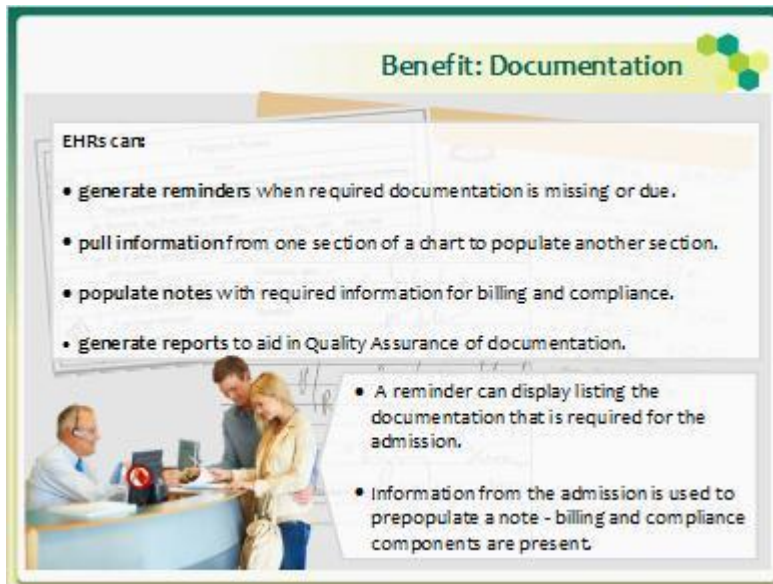 Benefit: Documentation
EHRs can:
• generate reminders when required documentation is missing or due.
• pull information from one section of a chart to populate another section.
• populate notes with required information for billing and compliance.
• generate reports to aid in Quality Assurance of documentation.
• A reminder can display listing the
documentation that is required for the
admission.
• Information from the admission is used to
prepopulate a note - billing and compliance
components are present.